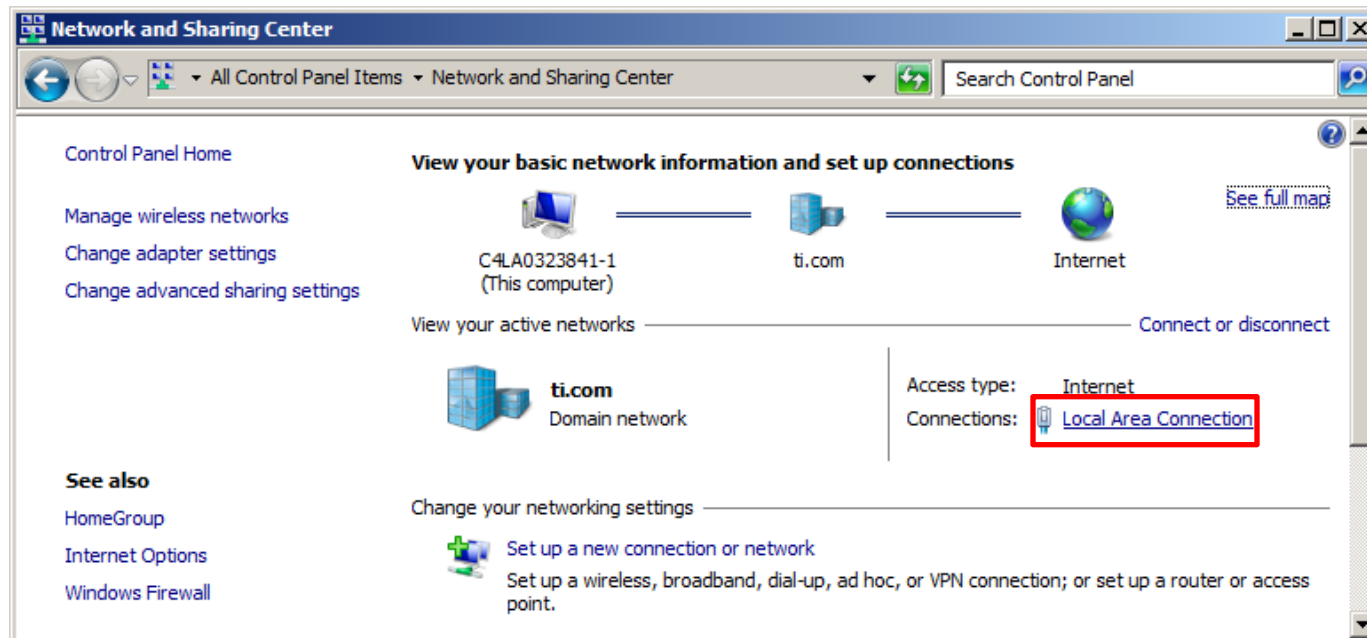 Network and Sharing Center
All Control Panel Items Network and Sharing Center Search Control Panel
Control Panel Home
Manage wireless networks
Change adapter settings
Change advanced sharing settings
See also
HomeGroup
Internet Options
Windows Firewall
View your basic network information and set up connections
See full map
C4LA0323841-1
(This computer)
ti.com
Internet
View your active networks Connect or disconnect
ti.com
Domain network
Access type: Internet
Connections: Local Area Connection
Change your networking settings
Set up a new connection or network
Set up a wireless, broadband, dial-up, ad hoc, or VPN connection; or set up a router or access
point.